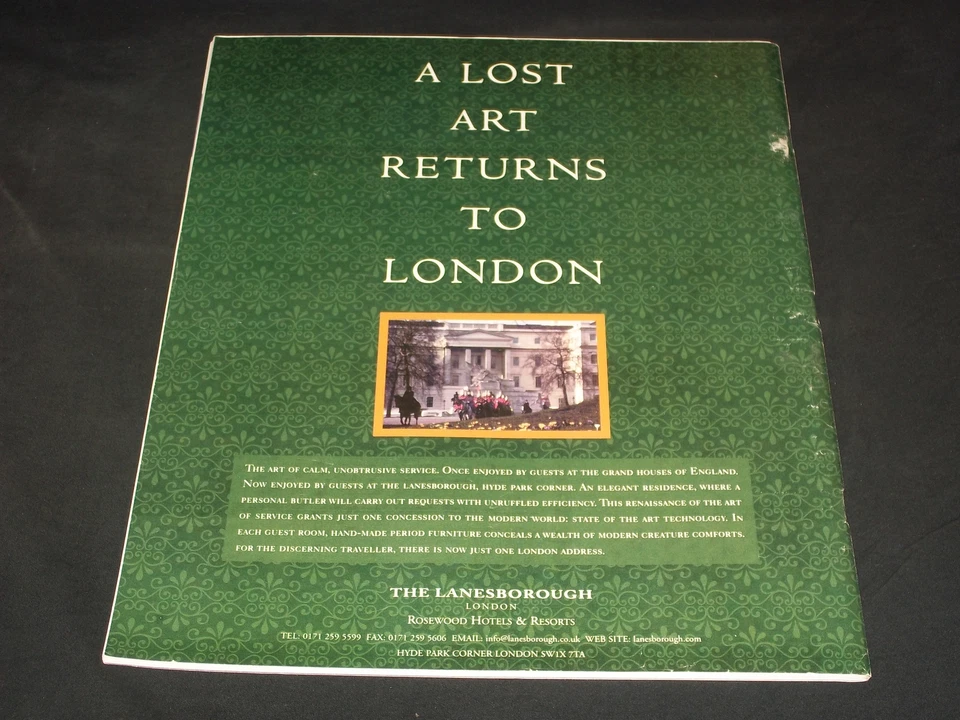 A LOST
ART
RETURNS
TO
LONDON
The art of calm, unobtrusive service. Once enjoyed by guests at the grand houses of England.
Now enjoyed by guests at the lanesborough, hyde park corner. An elegant residence, where a
personal butler will carry out requests with unruffled efficiency. This renaissance of the art
of service grants just one concession to the modern world: state of the art technology. In
each guest room, hand-made period furniture conceals a wealth of modern creature comforts.
for the discerning traveller, there is now just one london address.
THE LANESBOROUGH
LONDON
Rosewood Hotels & Resorts
TEL: 0171 259 5599 FAX: 0171 259 5606 EMAIL: info@lanesborough.co.uk WEB SITE: lanesborough.com
HYDE PARK CORNER LONDON SW1X 7TA